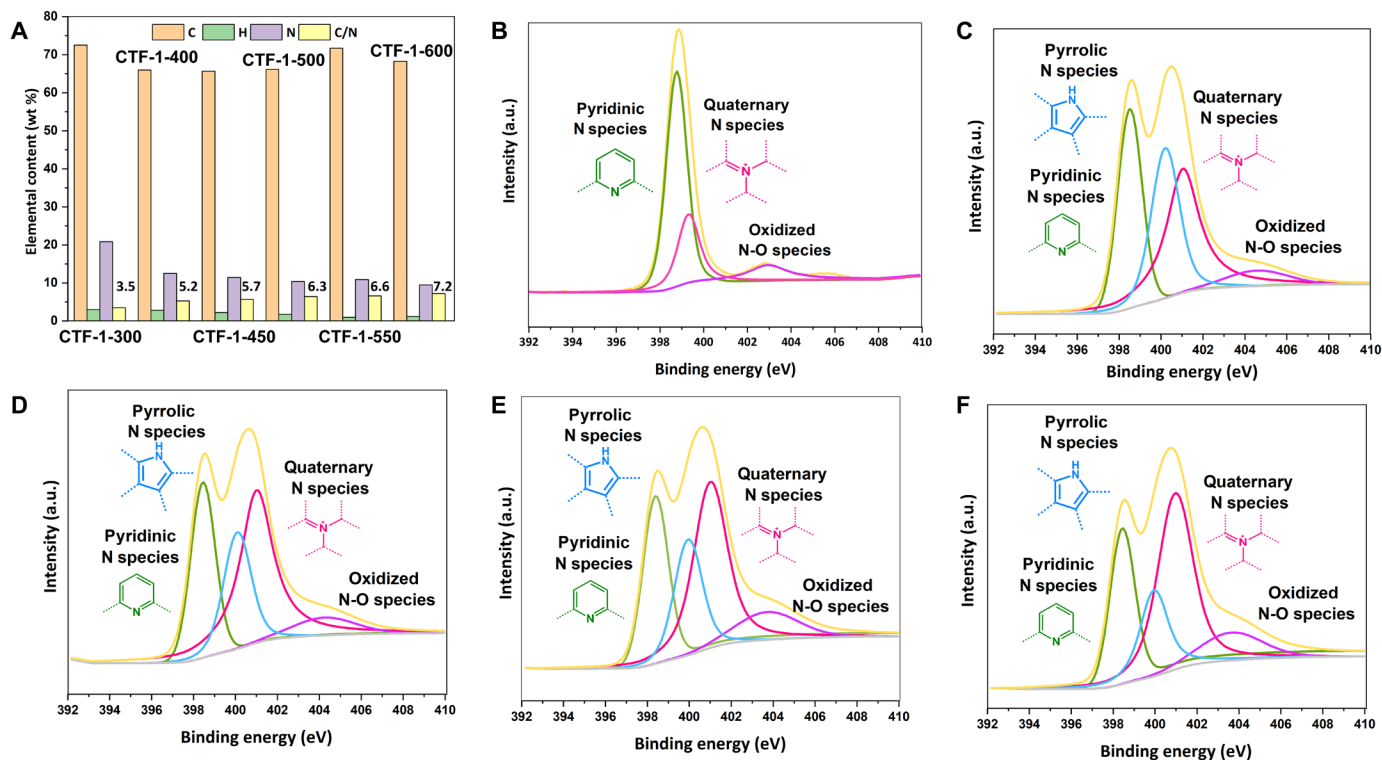 A
C H N C/N
CTF-1-400 CTF-1-500 CTF-1-600
3.5 5.2 5.7 6.3 6.6 7.2
CTF-1-300 CTF-1-450 CTF-1-550
0 10 20 30 40 50 60 70 80
Elemental content (wt %)
B
Pyridinic
N species
N
Quaternary
N species
N
Oxidized
N-O species
Intensity (a.u.)
392 394 396 398 400 402 404 406 408 410
Binding energy (eV)
C
Pyrrolic
N species
H
N
Pyridinic
N species
N
Quaternary
N species
N
Oxidized
N-O species
Intensity (a.u.)
392 394 396 398 400 402 404 406 408 410
Binding energy (eV)
D
Pyrrolic
N species
H
N
Pyridinic
N species
N
Quaternary
N species
N
Oxidized
N-O species
Intensity (a.u.)
392 394 396 398 400 402 404 406 408 410
Binding energy (eV)
E
Pyrrolic
N species
H
N
Pyridinic
N species
N
Quaternary
N species
N
Oxidized
N-O species
Intensity (a.u.)
392 394 396 398 400 402 404 406 408 410
Binding energy (eV)
F
Pyrrolic
N species
H
N
Pyridinic
N species
N
Quaternary
N species
N
Oxidized
N-O species
Intensity (a.u.)
392 394 396 398 400 402 404 406 408 410
Binding energy (eV)